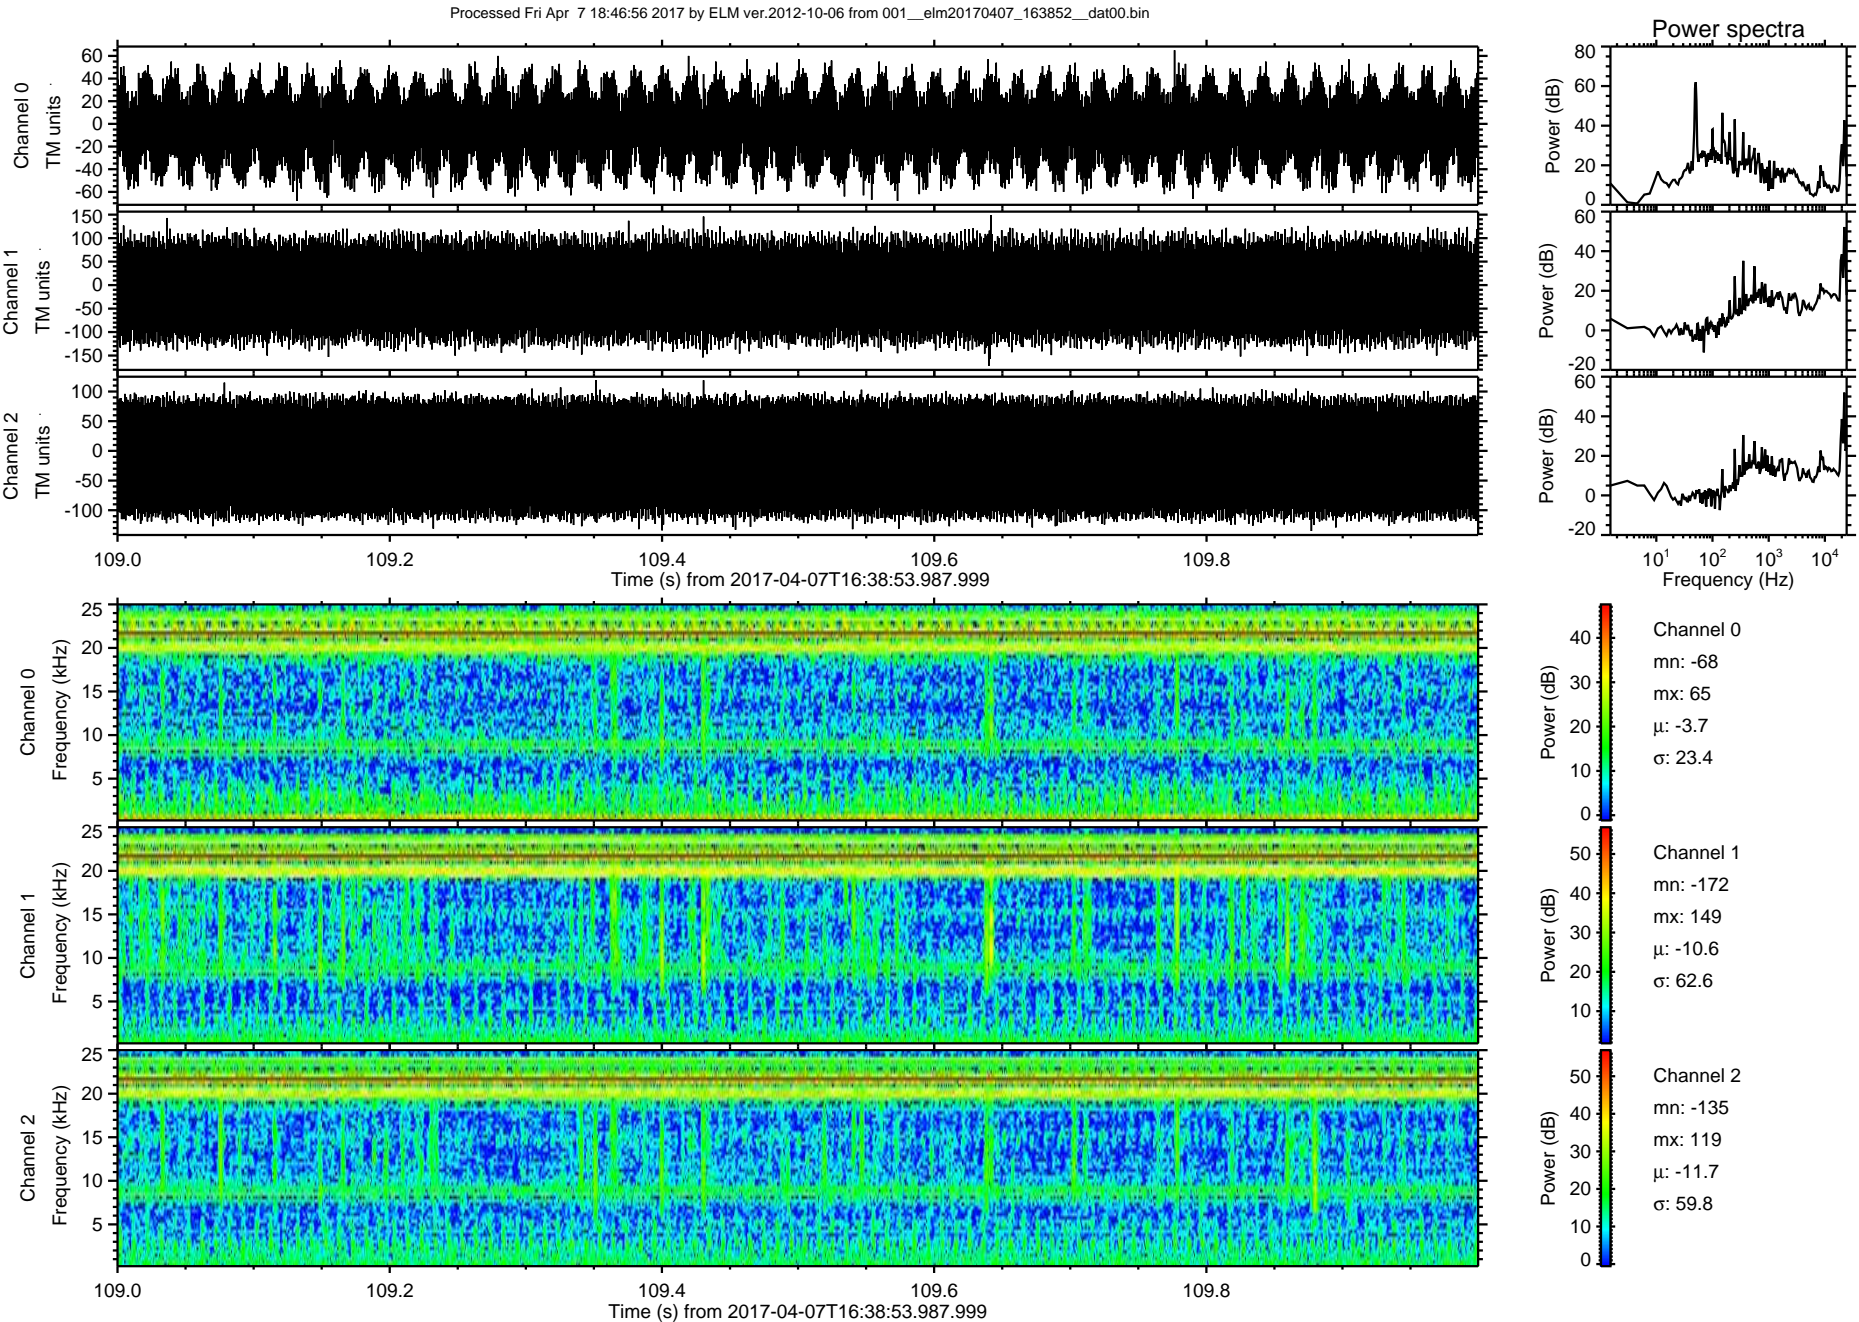 Processed Fri Apr  7 18:46:56 2017 by ELM ver.2012-10-06 from 001__elm20170407_163852__dat00.bin
Power spectra
Channel 0
TM units
60
40
20
0
-20
-40
-60
Power (dB)
80
60
40
20
0
Channel 1
TM units
150
100
50
0
-50
-100
-150
Power (dB)
60
40
20
0
-20
Channel 2
TM units
100
50
0
-50
-100
Power (dB)
60
40
20
0
-20
109.0 109.2 109.4 109.6 109.8
Time (s) from 2017-04-07T16:38:53.987.999
10¹ 10² 10³ 10⁴
Frequency (Hz)
Channel 0
Frequency (kHz)
25
20
15
10
5
Power (dB)
40
30
20
10
0
Channel 0
mn: -68
mx: 65
μ: -3.7
σ: 23.4
Channel 1
Frequency (kHz)
25
20
15
10
5
Power (dB)
50
40
30
20
10
Channel 1
mn: -172
mx: 149
μ: -10.6
σ: 62.6
Channel 2
Frequency (kHz)
25
20
15
10
5
Power (dB)
50
40
30
20
10
0
Channel 2
mn: -135
mx: 119
μ: -11.7
σ: 59.8
109.0 109.2 109.4 109.6 109.8
Time (s) from 2017-04-07T16:38:53.987.999